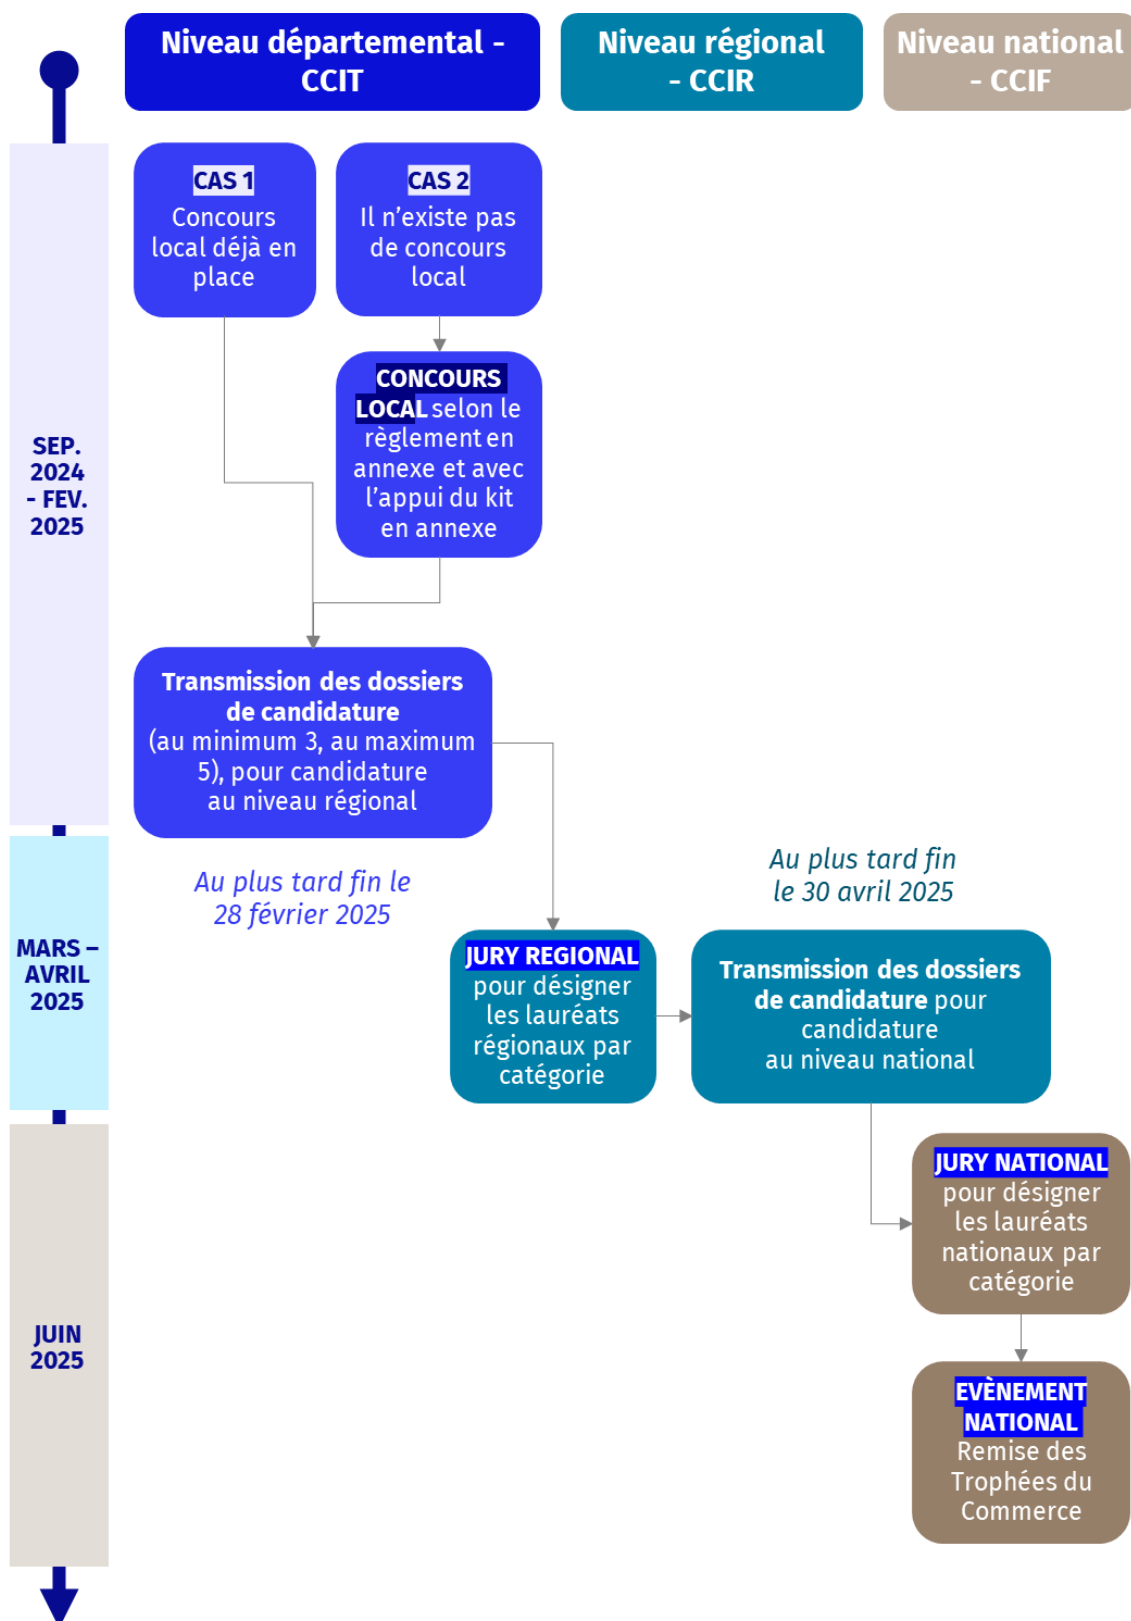 Niveau départemental -
CCIT
Niveau régional
- CCIR
Niveau national
- CCIF
SEP.
2024
- FEV.
2025
CAS 1
Concours
local déjà en
place
CAS 2
Il n’existe pas
de concours
local
CONCOURS
LOCAL selon le
règlement en
annexe et avec
l’appui du kit
en annexe
Transmission des dossiers
de candidature
(au minimum 3, au maximum
5), pour candidature
au niveau régional
MARS –
AVRIL
2025
Au plus tard fin le
28 février 2025
Au plus tard fin
le 30 avril 2025
JURY REGIONAL
pour désigner
les lauréats
régionaux par
catégorie
Transmission des dossiers
de candidature pour
candidature
au niveau national
JUIN
2025
JURY NATIONAL
pour désigner
les lauréats
nationaux par
catégorie
EVÈNEMENT
NATIONAL
Remise des
Trophées du
Commerce